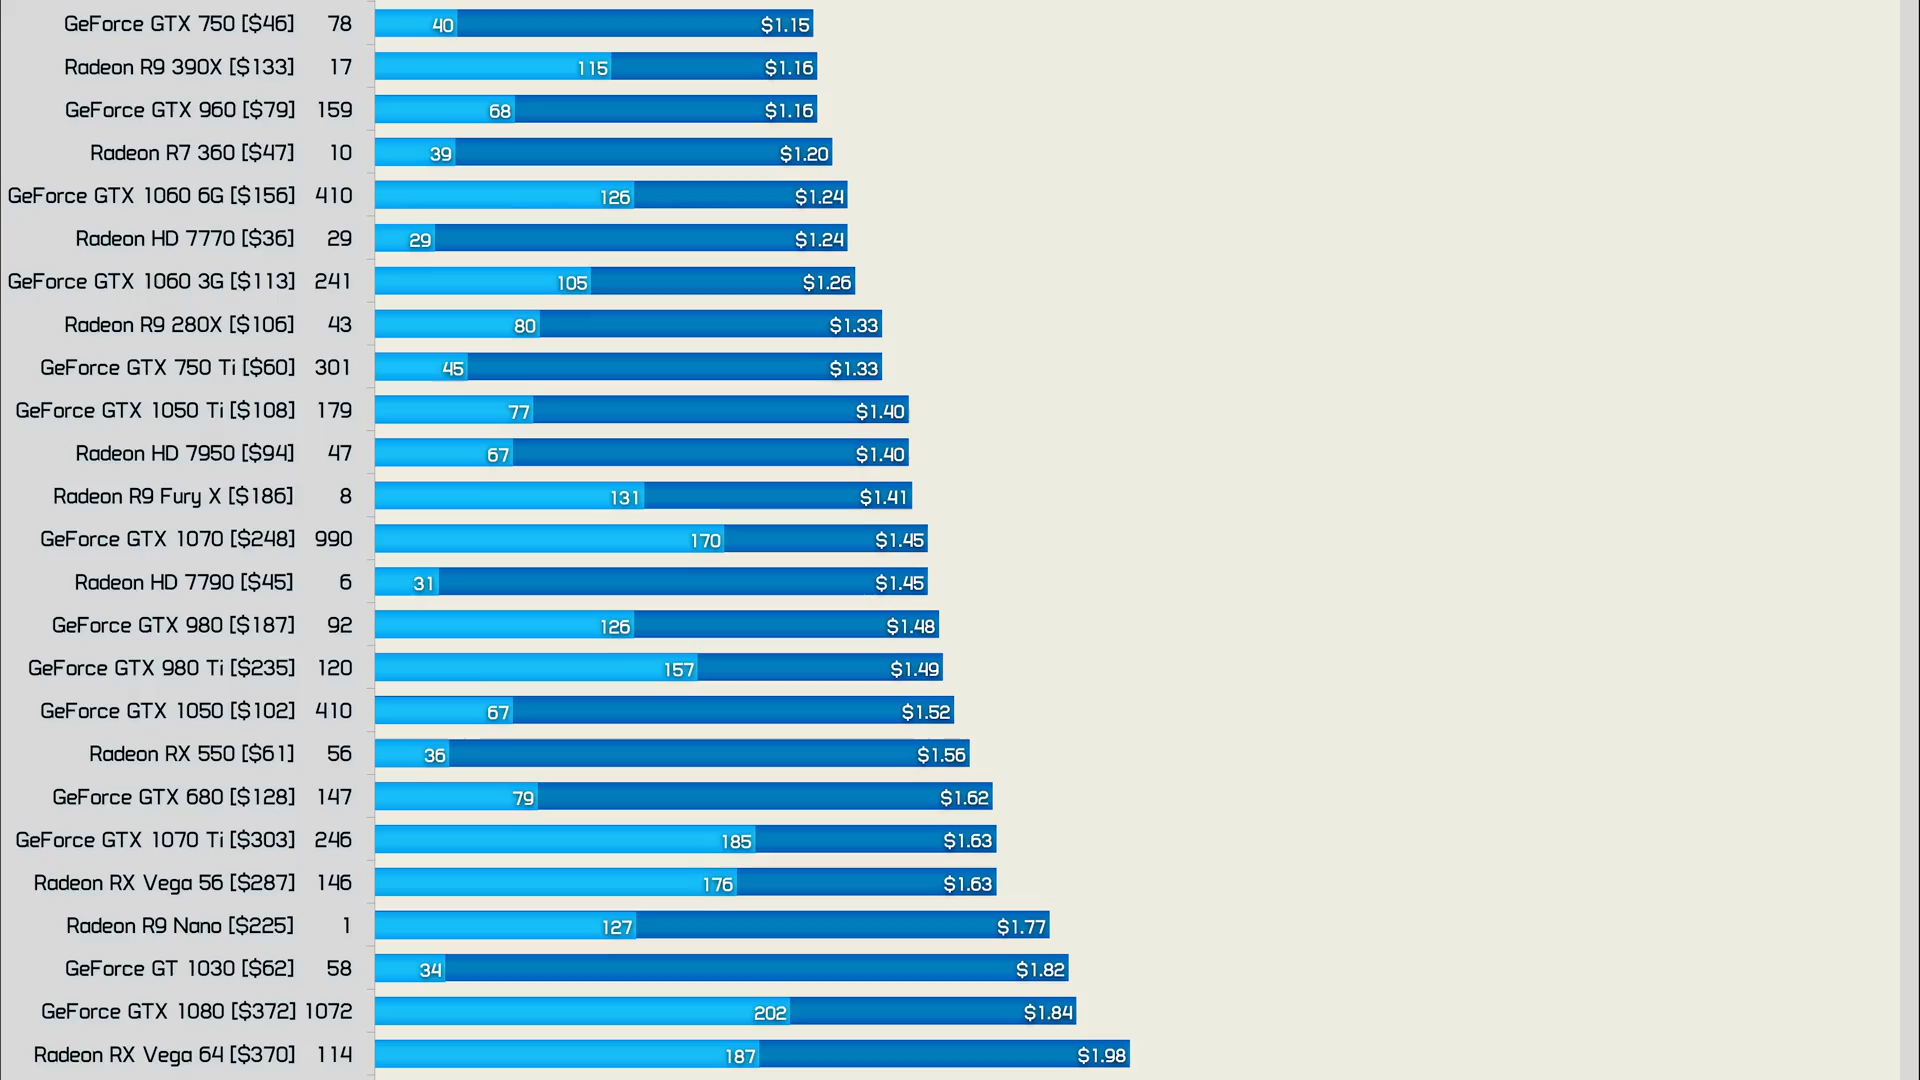 GeForce GTX 750 [$46] 78 40 $1.15
Radeon R9 390X [$133] 17 115 $1.16
GeForce GTX 960 [$79] 159 68 $1.16
Radeon R7 360 [$47] 10 39 $1.20
GeForce GTX 1060 6G [$156] 410 126 $1.24
Radeon HD 7770 [$36] 29 29 $1.24
GeForce GTX 1060 3G [$113] 241 105 $1.26
Radeon R9 280X [$106] 43 80 $1.33
GeForce GTX 750 Ti [$60] 301 45 $1.33
GeForce GTX 1050 Ti [$108] 179 77 $1.40
Radeon HD 7950 [$94] 47 67 $1.40
Radeon R9 Fury X [$186] 8 131 $1.41
GeForce GTX 1070 [$248] 990 170 $1.45
Radeon HD 7790 [$45] 6 31 $1.45
GeForce GTX 980 [$187] 92 126 $1.48
GeForce GTX 980 Ti [$235] 120 157 $1.49
GeForce GTX 1050 [$102] 410 67 $1.52
Radeon RX 550 [$61] 56 36 $1.56
GeForce GTX 680 [$128] 147 79 $1.62
GeForce GTX 1070 Ti [$303] 246 185 $1.63
Radeon RX Vega 56 [$287] 146 176 $1.63
Radeon R9 Nano [$225] 1 127 $1.77
GeForce GT 1030 [$62] 58 34 $1.82
GeForce GTX 1080 [$372] 1072 202 $1.84
Radeon RX Vega 64 [$370] 114 187 $1.98